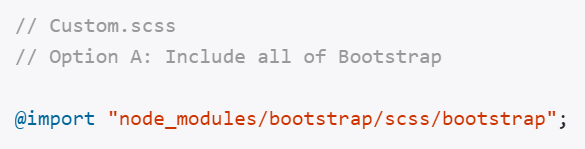 // Custom.scss
// Option A: Include all of Bootstrap
@import "node_modules/bootstrap/scss/bootstrap";